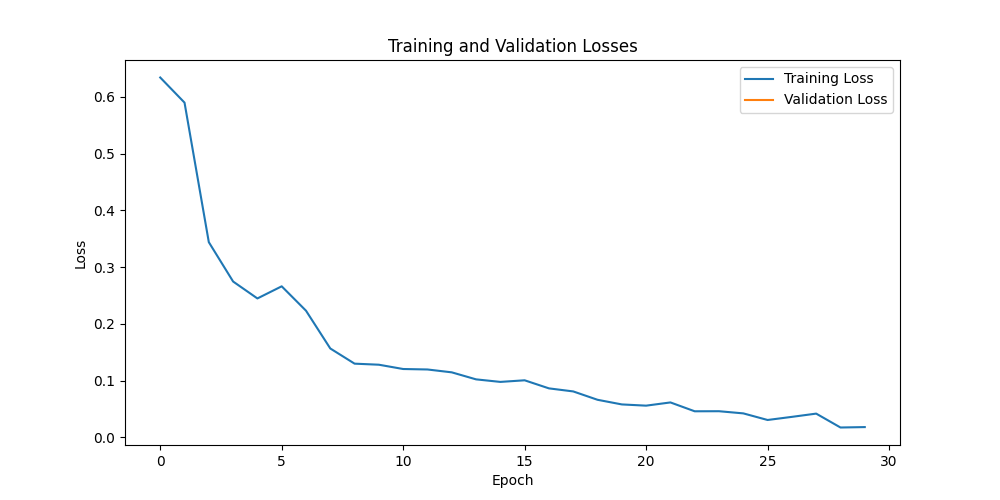 Training and Validation Losses
Training Loss
Validation Loss
Loss
0.6
0.5
0.4
0.3
0.2
0.1
0.0
0 5 10 15 20 25 30
Epoch